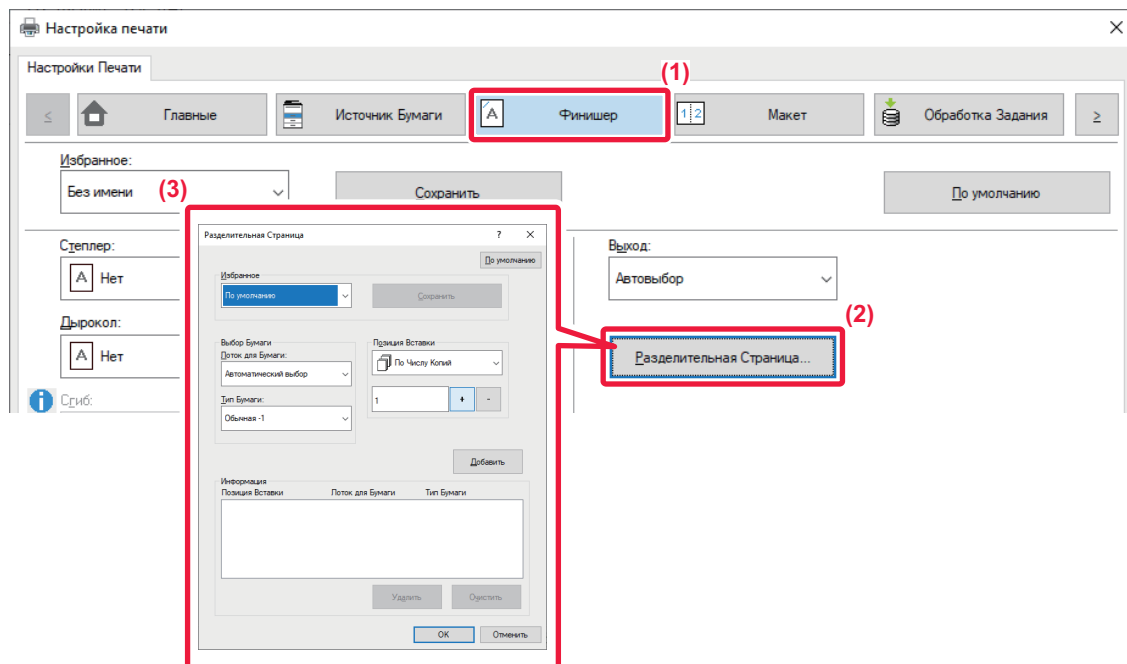 Настройка печати
Настройки Печати
(1)
<
Главные
Источник Бумаги
A
Финишер
1 2
Макет
Обработка Задания
>
Избранное:
Без имени
(3)
Сохранить
По умолчанию
Степлер:
A Нет
Дырокол:
A Нет
Сгиб:
Разделительная Страница ?
По умолчанию
Избранное
По умолчанию
Сохранить
Выбор Бумаги
Поток для Бумаги:
Автоматический выбор
Тип Бумаги:
Обычная -1
Позиция Вставки
По Числу Копий
1 + -
Добавить
Информация
Позиция Вставки Поток для Бумаги Тип Бумаги
Удалить Очистить
OK Отменить
Выход:
Автовыбор
(2)
Разделительная Страница...